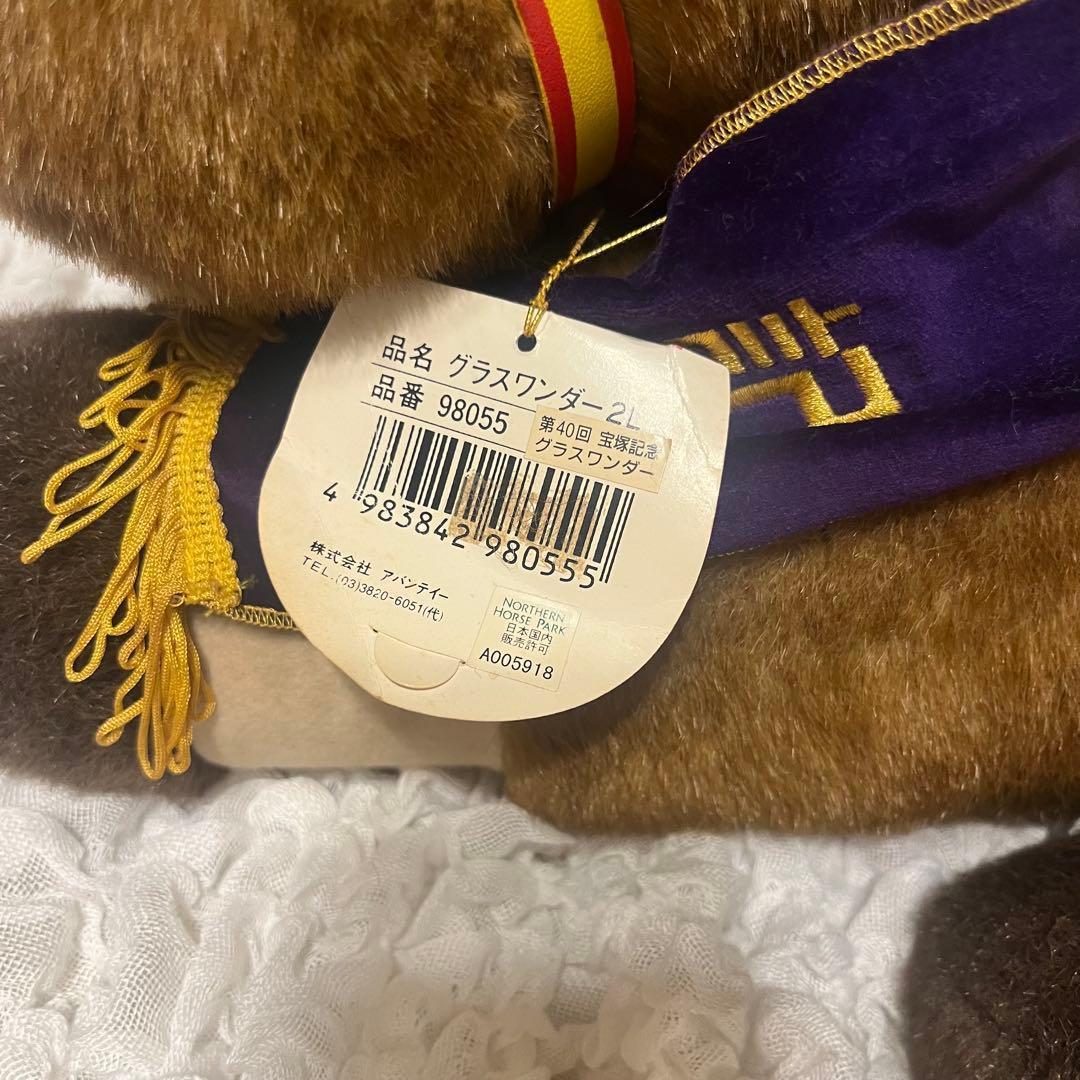 品名 グラスワンダー2L
品番 98055
第40回 宝塚記念
グラスワンダー
4 983842 980555
株式会社 アバンテイー
TEL.(03)3820-6051(代)
NORTHERN
HORSE PARK
日本国内
販売許可
A005918